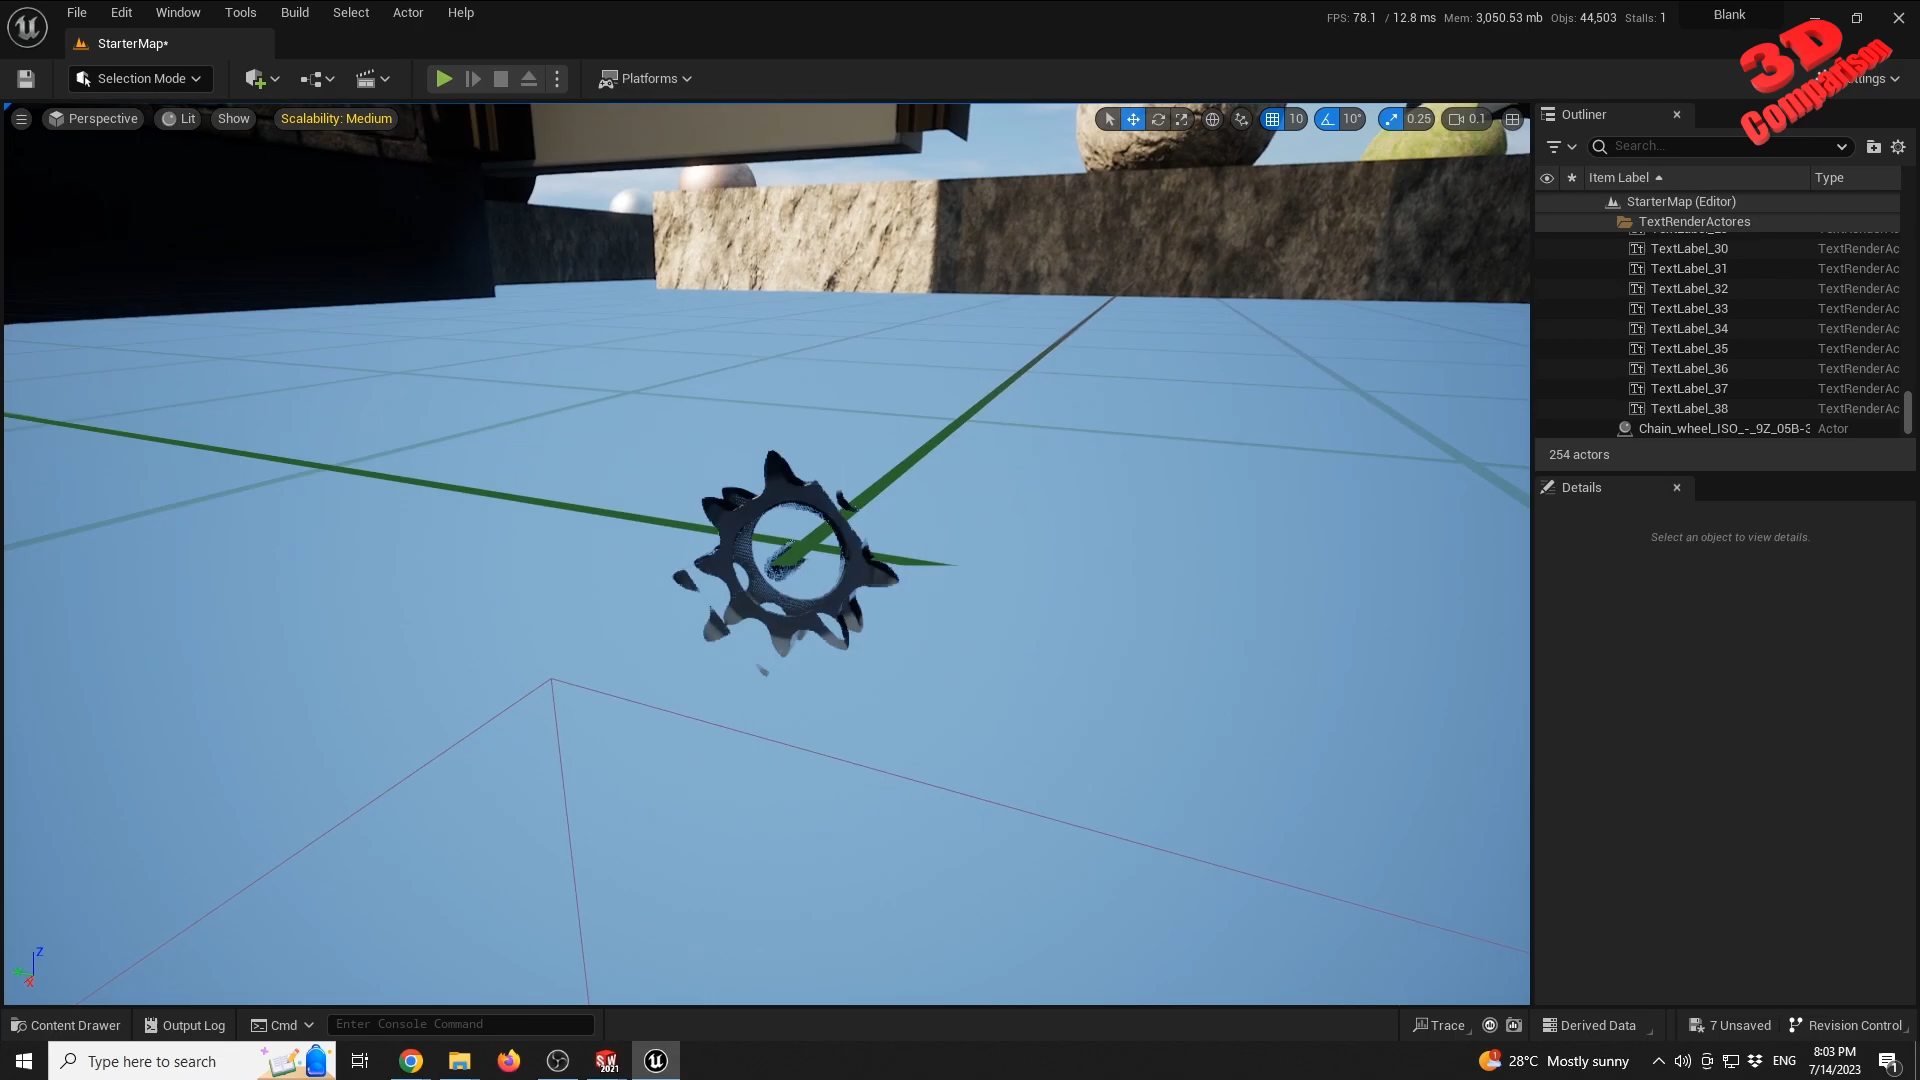 File Edit Window Tools Build Select Actor Help
FPS: 78.1 / 12.8 ms Mem: 3,050.53 mb Objs: 44,503 Stalls: 1
Blank
StarterMap*
3D
Comparison
Selection Mode
Platforms
Perspective Lit Show Scalability: Medium
10 10° 0.25 0.1
Outliner
Search...
Item Label Type
StarterMap (Editor)
TextRenderActores
TextLabel_30 TextRenderAc
TextLabel_31 TextRenderAc
TextLabel_32 TextRenderAc
TextLabel_33 TextRenderAc
TextLabel_34 TextRenderAc
TextLabel_35 TextRenderAc
TextLabel_36 TextRenderAc
TextLabel_37 TextRenderAc
TextLabel_38 TextRenderAc
Chain_wheel_ISO_-_9Z_05B-3 Actor
254 actors
Details
Select an object to view details.
Z
X
Content Drawer Output Log Cmd Enter Console Command
Trace Derived Data 7 Unsaved Revision Control
Type here to search
SW
2021
1
28°C Mostly sunny
ENG
8:03 PM
7/14/2023
1